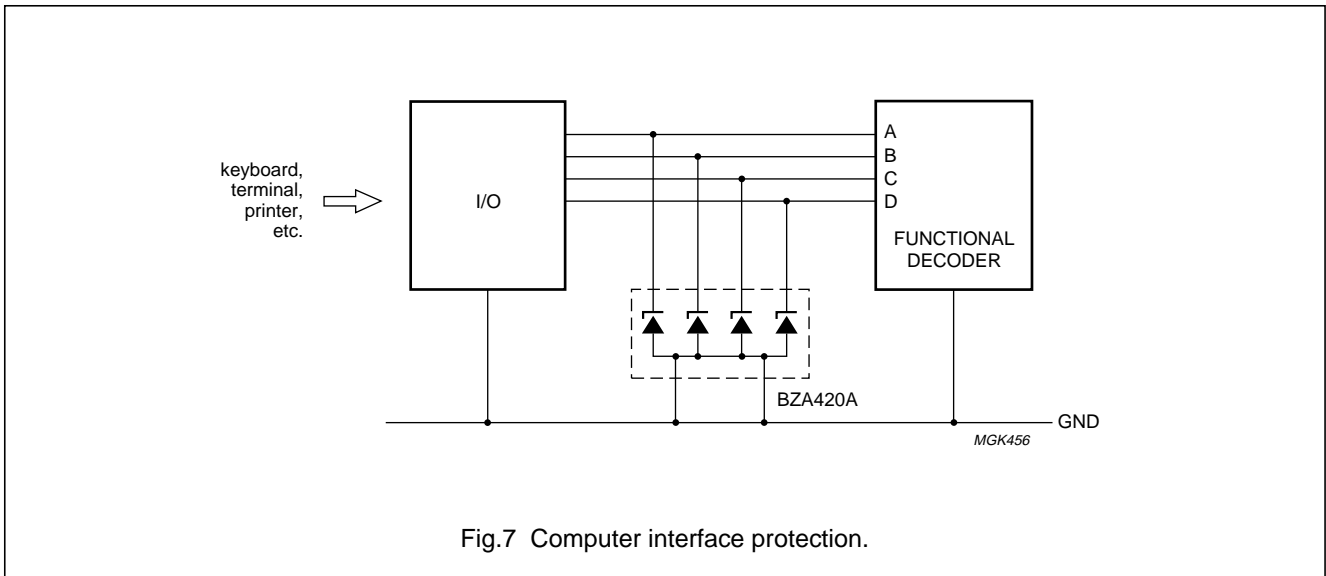 keyboard,
terminal,
printer,
etc.
I/O
A
B
C
D
FUNCTIONAL
DECODER
BZA420A
GND
MGK456
Fig.7 Computer interface protection.